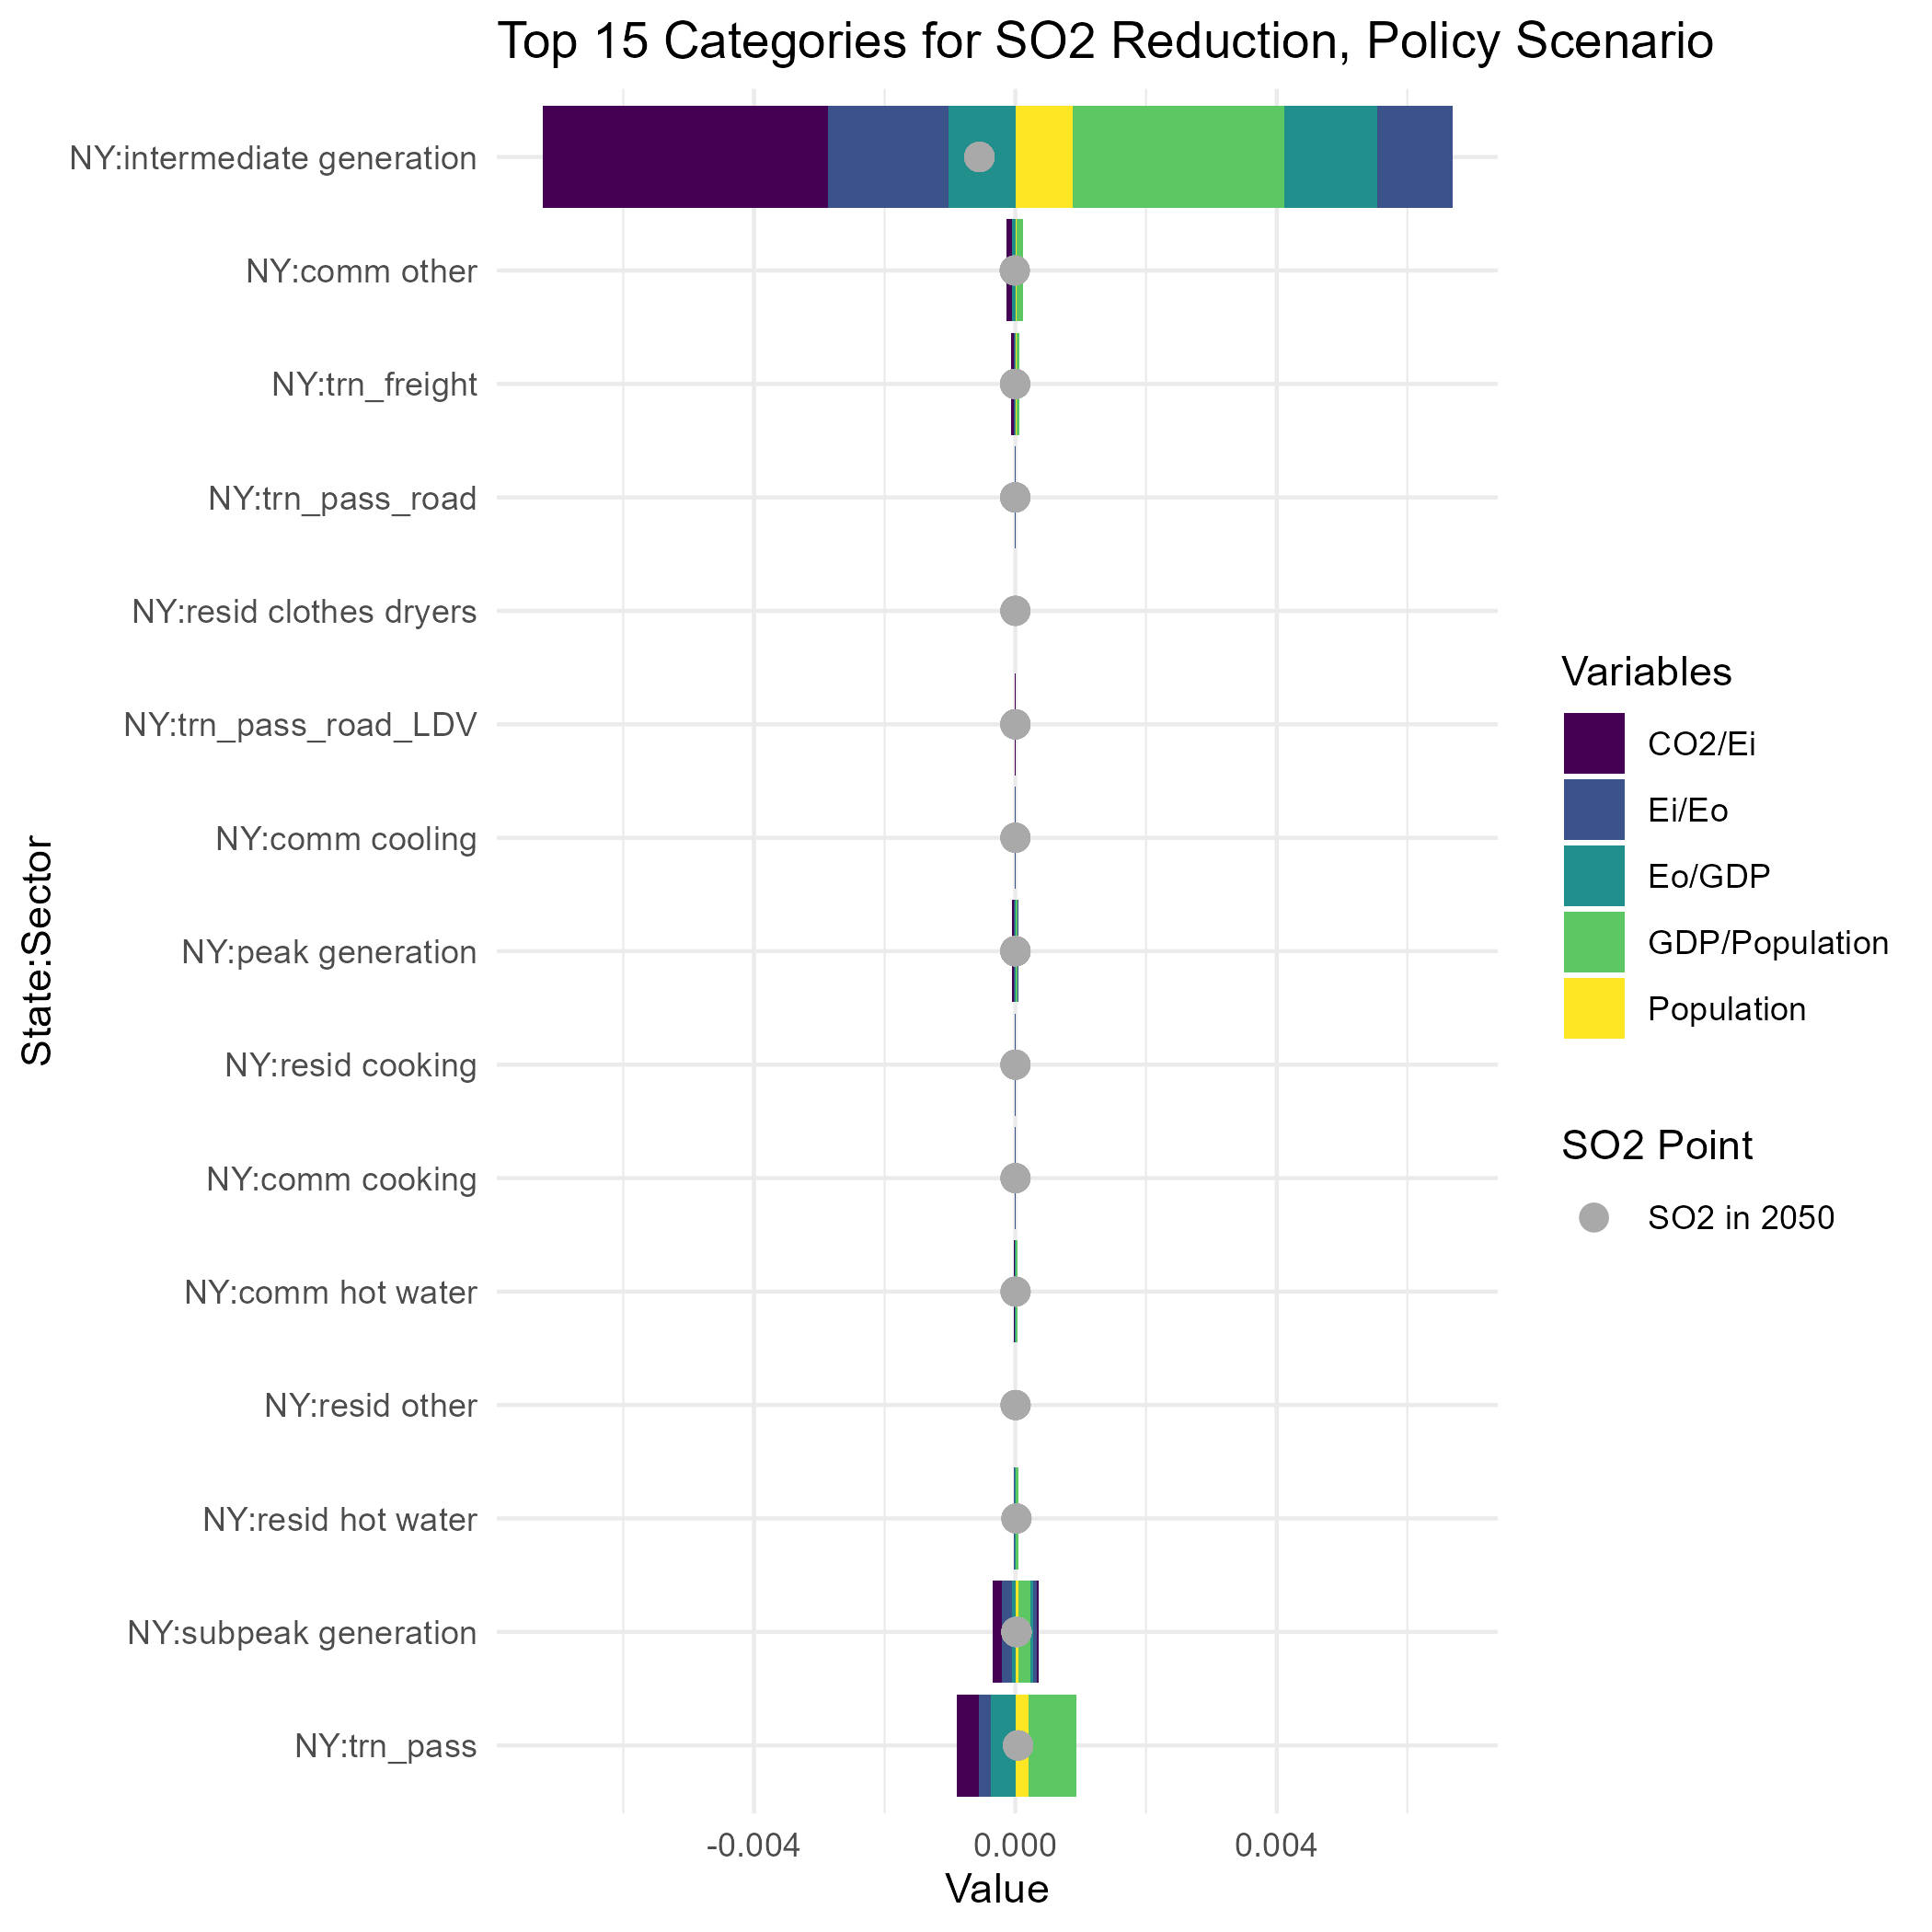 Top 15 Categories for SO2 Reduction, Policy Scenario
State:Sector
NY:intermediate generation
NY:comm other
NY:trn_freight
NY:trn_pass_road
NY:resid clothes dryers
NY:trn_pass_road_LDV
NY:comm cooling
NY:peak generation
NY:resid cooking
NY:comm cooking
NY:comm hot water
NY:resid other
NY:resid hot water
NY:subpeak generation
NY:trn_pass
-0.004
0.000
0.004
Value
Variables
CO2/Ei
Ei/Eo
Eo/GDP
GDP/Population
Population
SO2 Point
SO2 in 2050